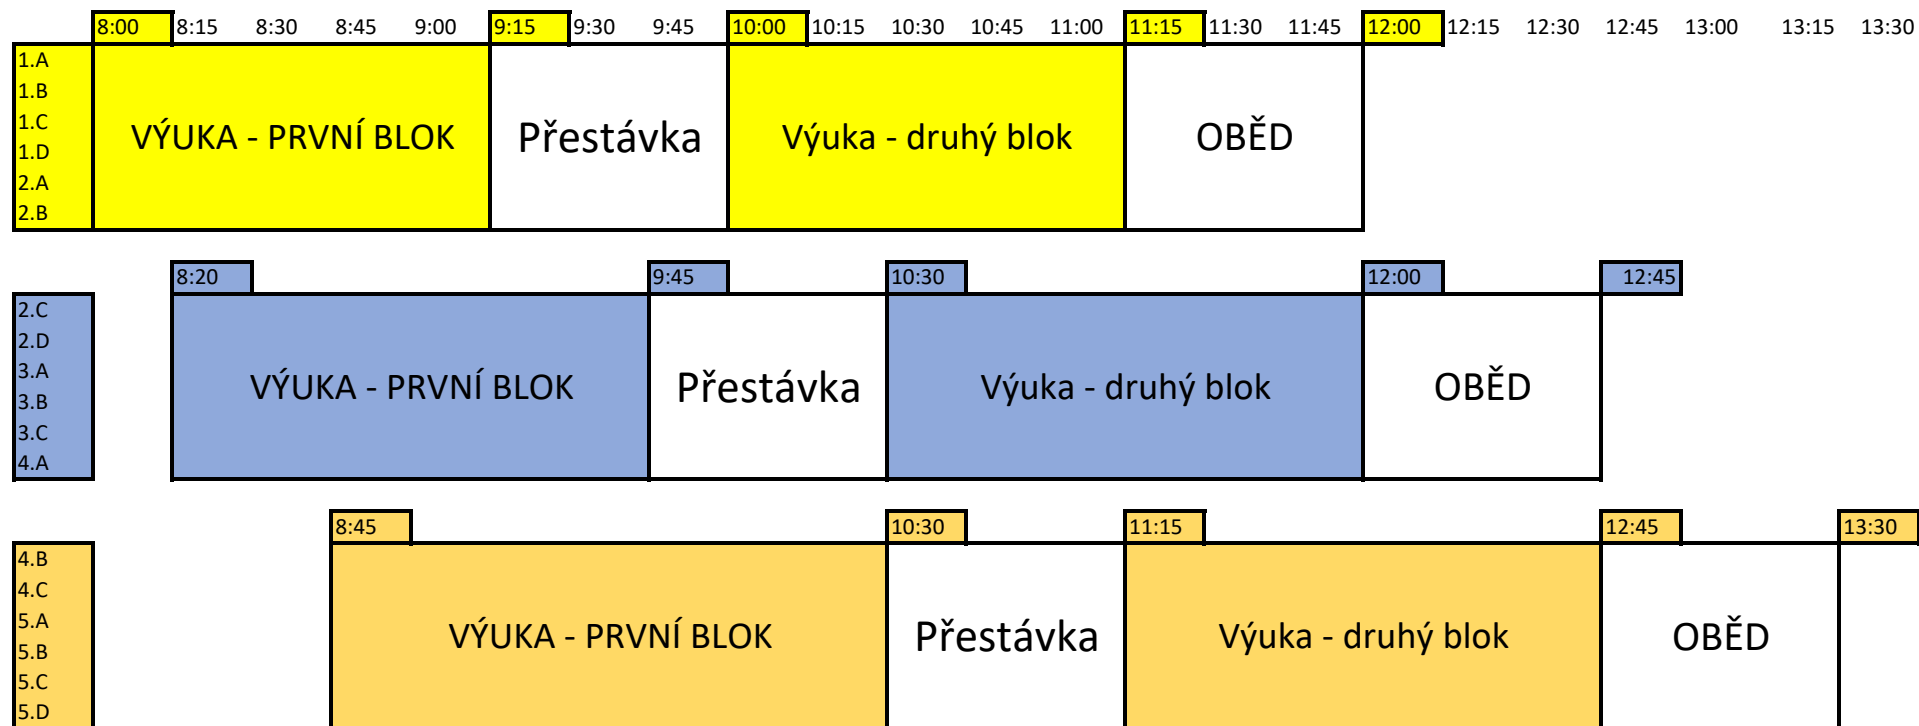 8:00 8:15 8:30 8:45 9:00 9:15 9:30 9:45 10:00 10:15 10:30 10:45 11:00 11:15 11:30 11:45 12:00 12:15 12:30 12:45 13:00 13:15 13:30
1.A
1.B
1.C
1.D
2.A
2.B
VÝUKA - PRVNÍ BLOK Přestávka Výuka - druhý blok OBĚD
8:20 9:45 10:30 12:00 12:45
2.C
2.D
3.A
3.B
3.C
4.A
VÝUKA - PRVNÍ BLOK Přestávka Výuka - druhý blok OBĚD
8:45 10:30 11:15 12:45 13:30
4.B
4.C
5.A
5.B
5.C
5.D
VÝUKA - PRVNÍ BLOK Přestávka Výuka - druhý blok OBĚD